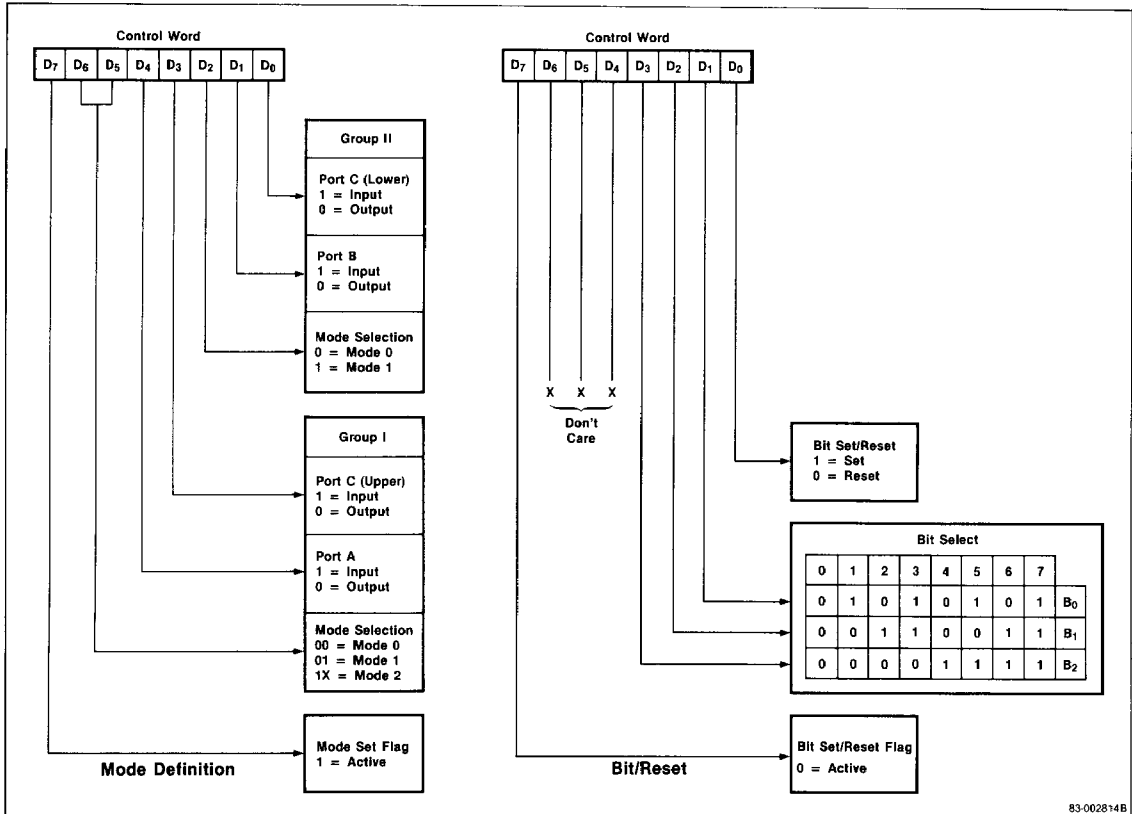 Control Word
D7 D6 D5 D4 D3 D2 D1 D0
Group II
Port C (Lower)
1 = Input
0 = Output
Port B
1 = Input
0 = Output
Mode Selection
0 = Mode 0
1 = Mode 1
Group I
Port C (Upper)
1 = Input
0 = Output
Port A
1 = Input
0 = Output
Mode Selection
00 = Mode 0
01 = Mode 1
1X = Mode 2
Mode Set Flag
1 = Active
Mode Definition
Control Word
D7 D6 D5 D4 D3 D2 D1 D0
X X X
Don't
Care
Bit Set/Reset
1 = Set
0 = Reset
Bit Select
0 1 2 3 4 5 6 7
0 1 0 1 0 1 0 1 B0
0 0 1 1 0 0 1 1 B1
0 0 0 0 1 1 1 1 B2
Bit Set/Reset Flag
0 = Active
Bit/Reset
83-002814B